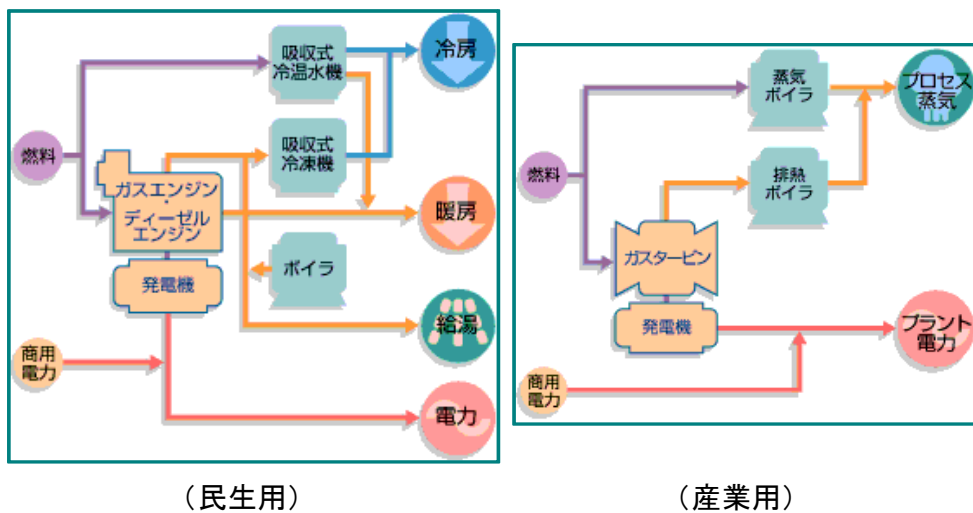 吸収式
冷温水機
冷房
燃料
吸収式
冷凍機
ガスエンジン
・
ディーゼル
エンジン
暖房
発電機
ボイラ
給湯
商用
電力
電力
(民生用)
蒸気
ボイラ
プロセス
蒸気
燃料
排熱
ボイラ
ガスタービン
発電機
プラント
電力
商用
電力
(産業用)